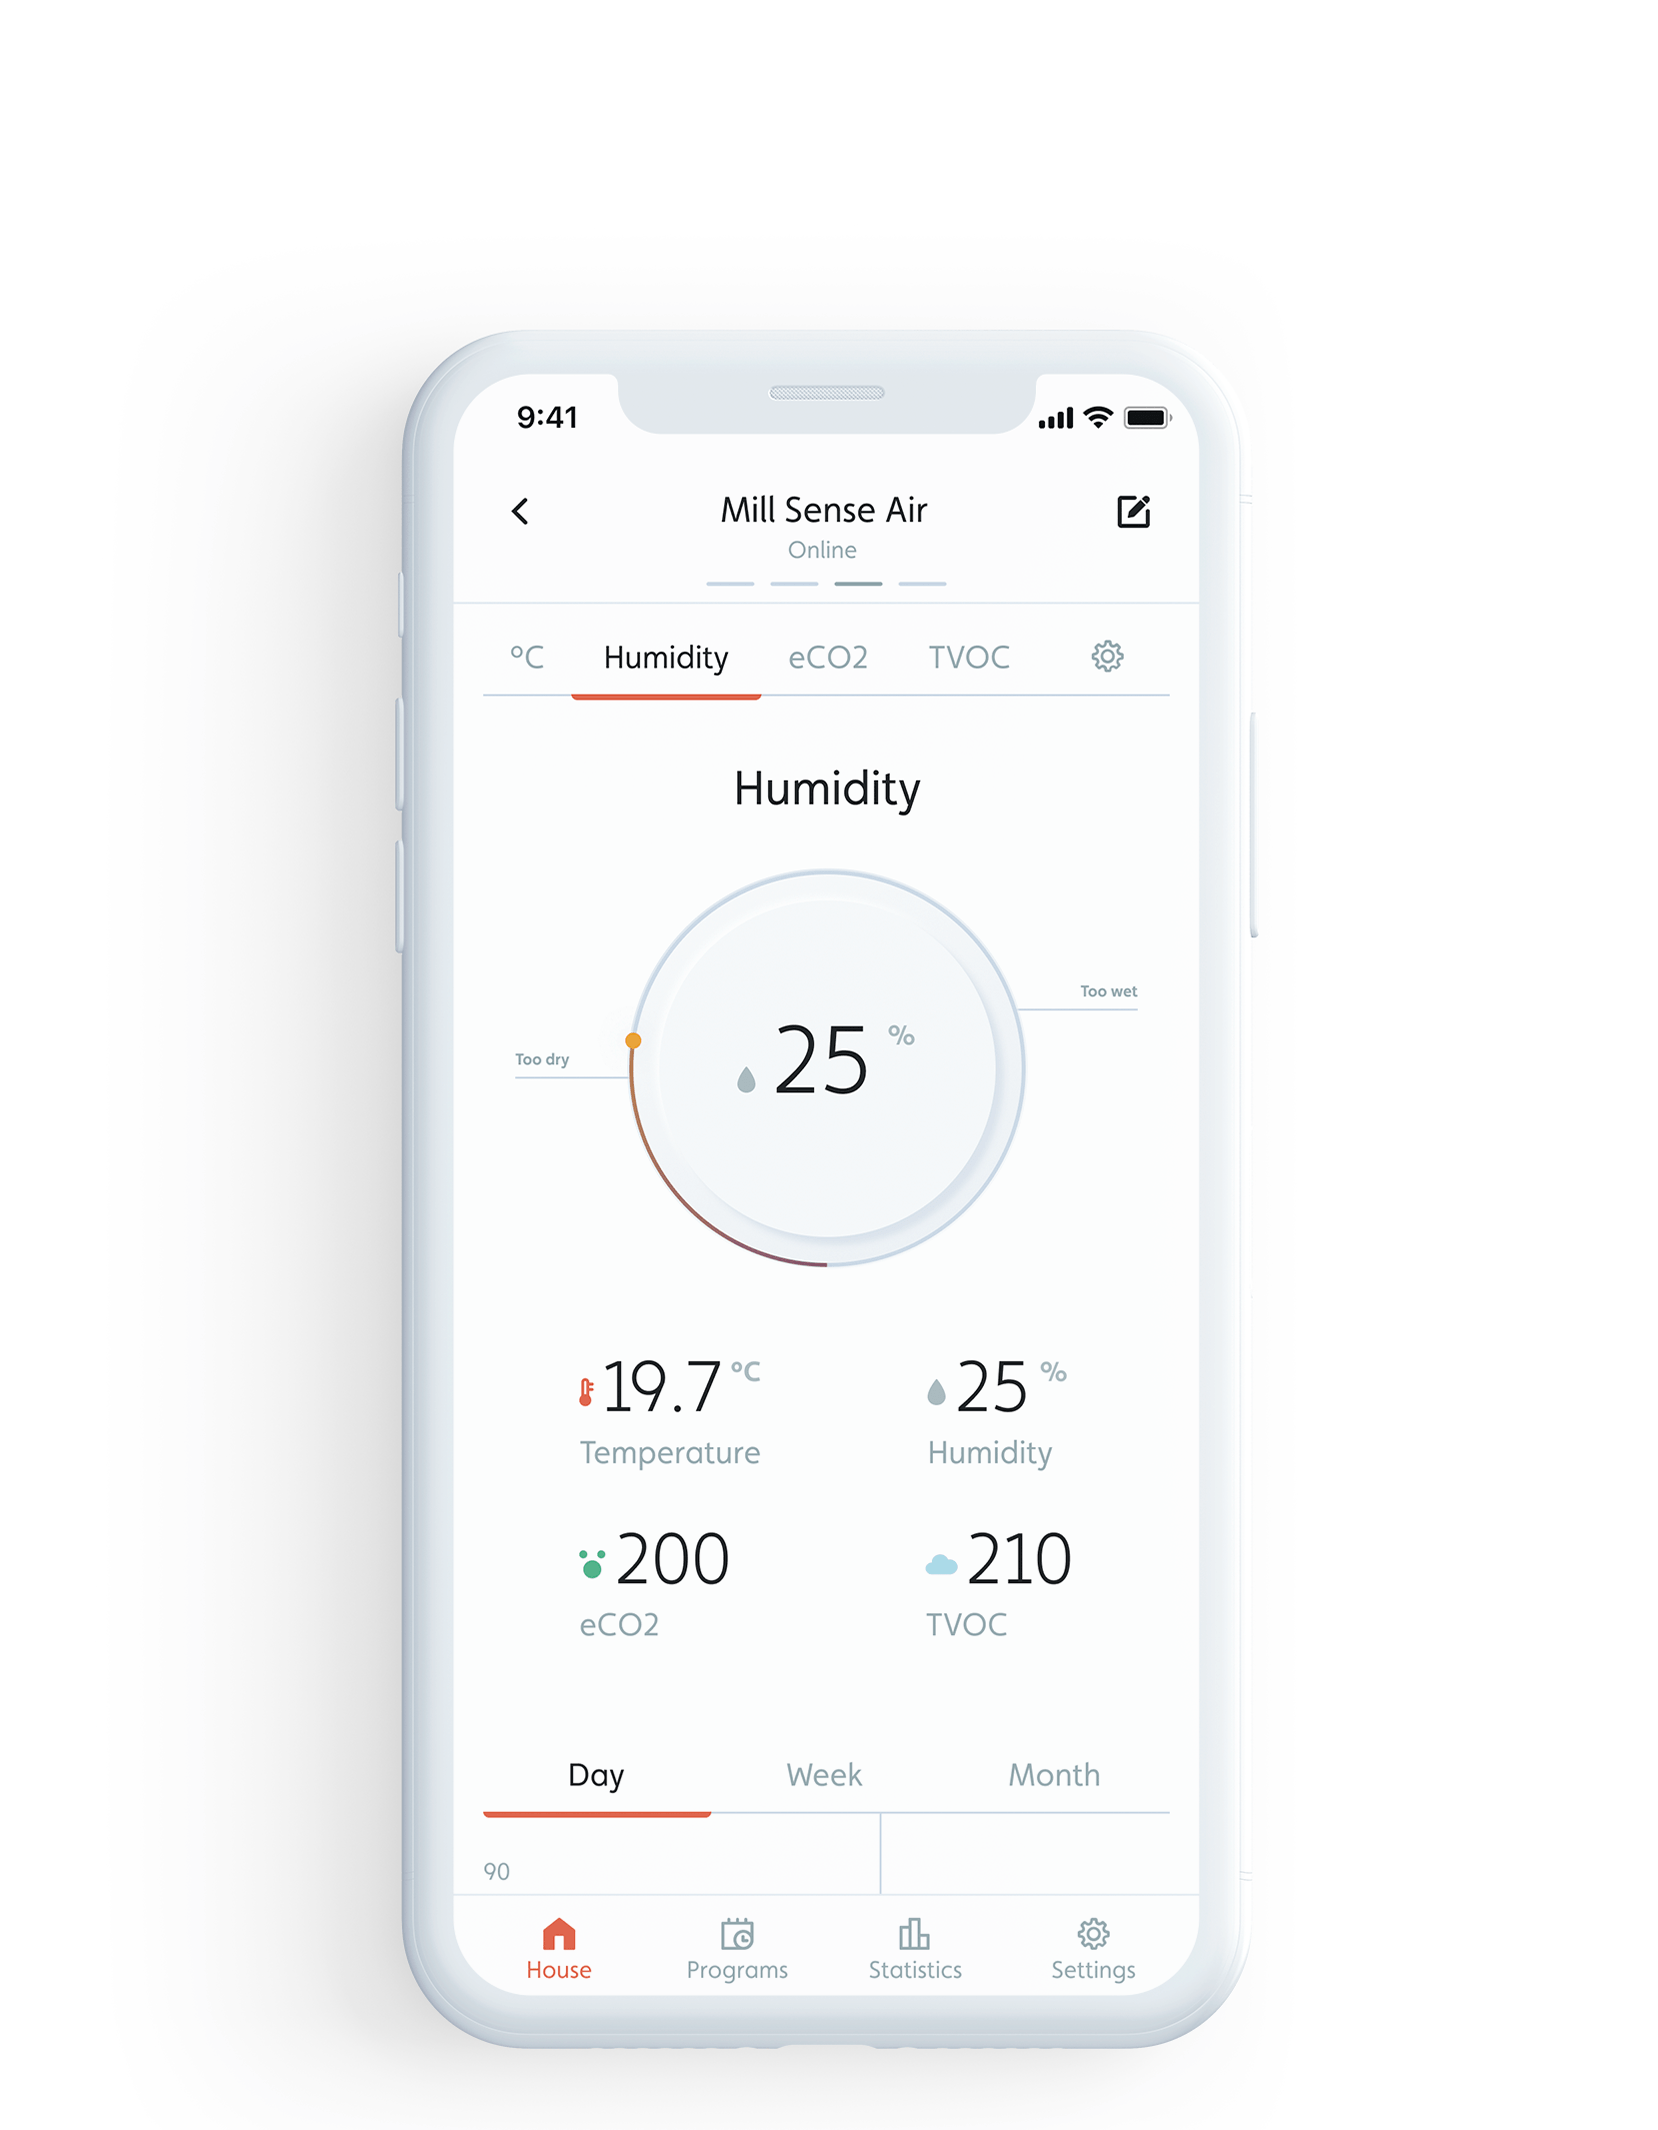 9:41
Mill Sense Air
Online
°C Humidity eCO2 TVOC
Humidity
Too wet
Too dry
25 %
19.7 °C
Temperature
25 %
Humidity
200
eCO2
210
TVOC
Day Week Month
90
House Programs Statistics Settings